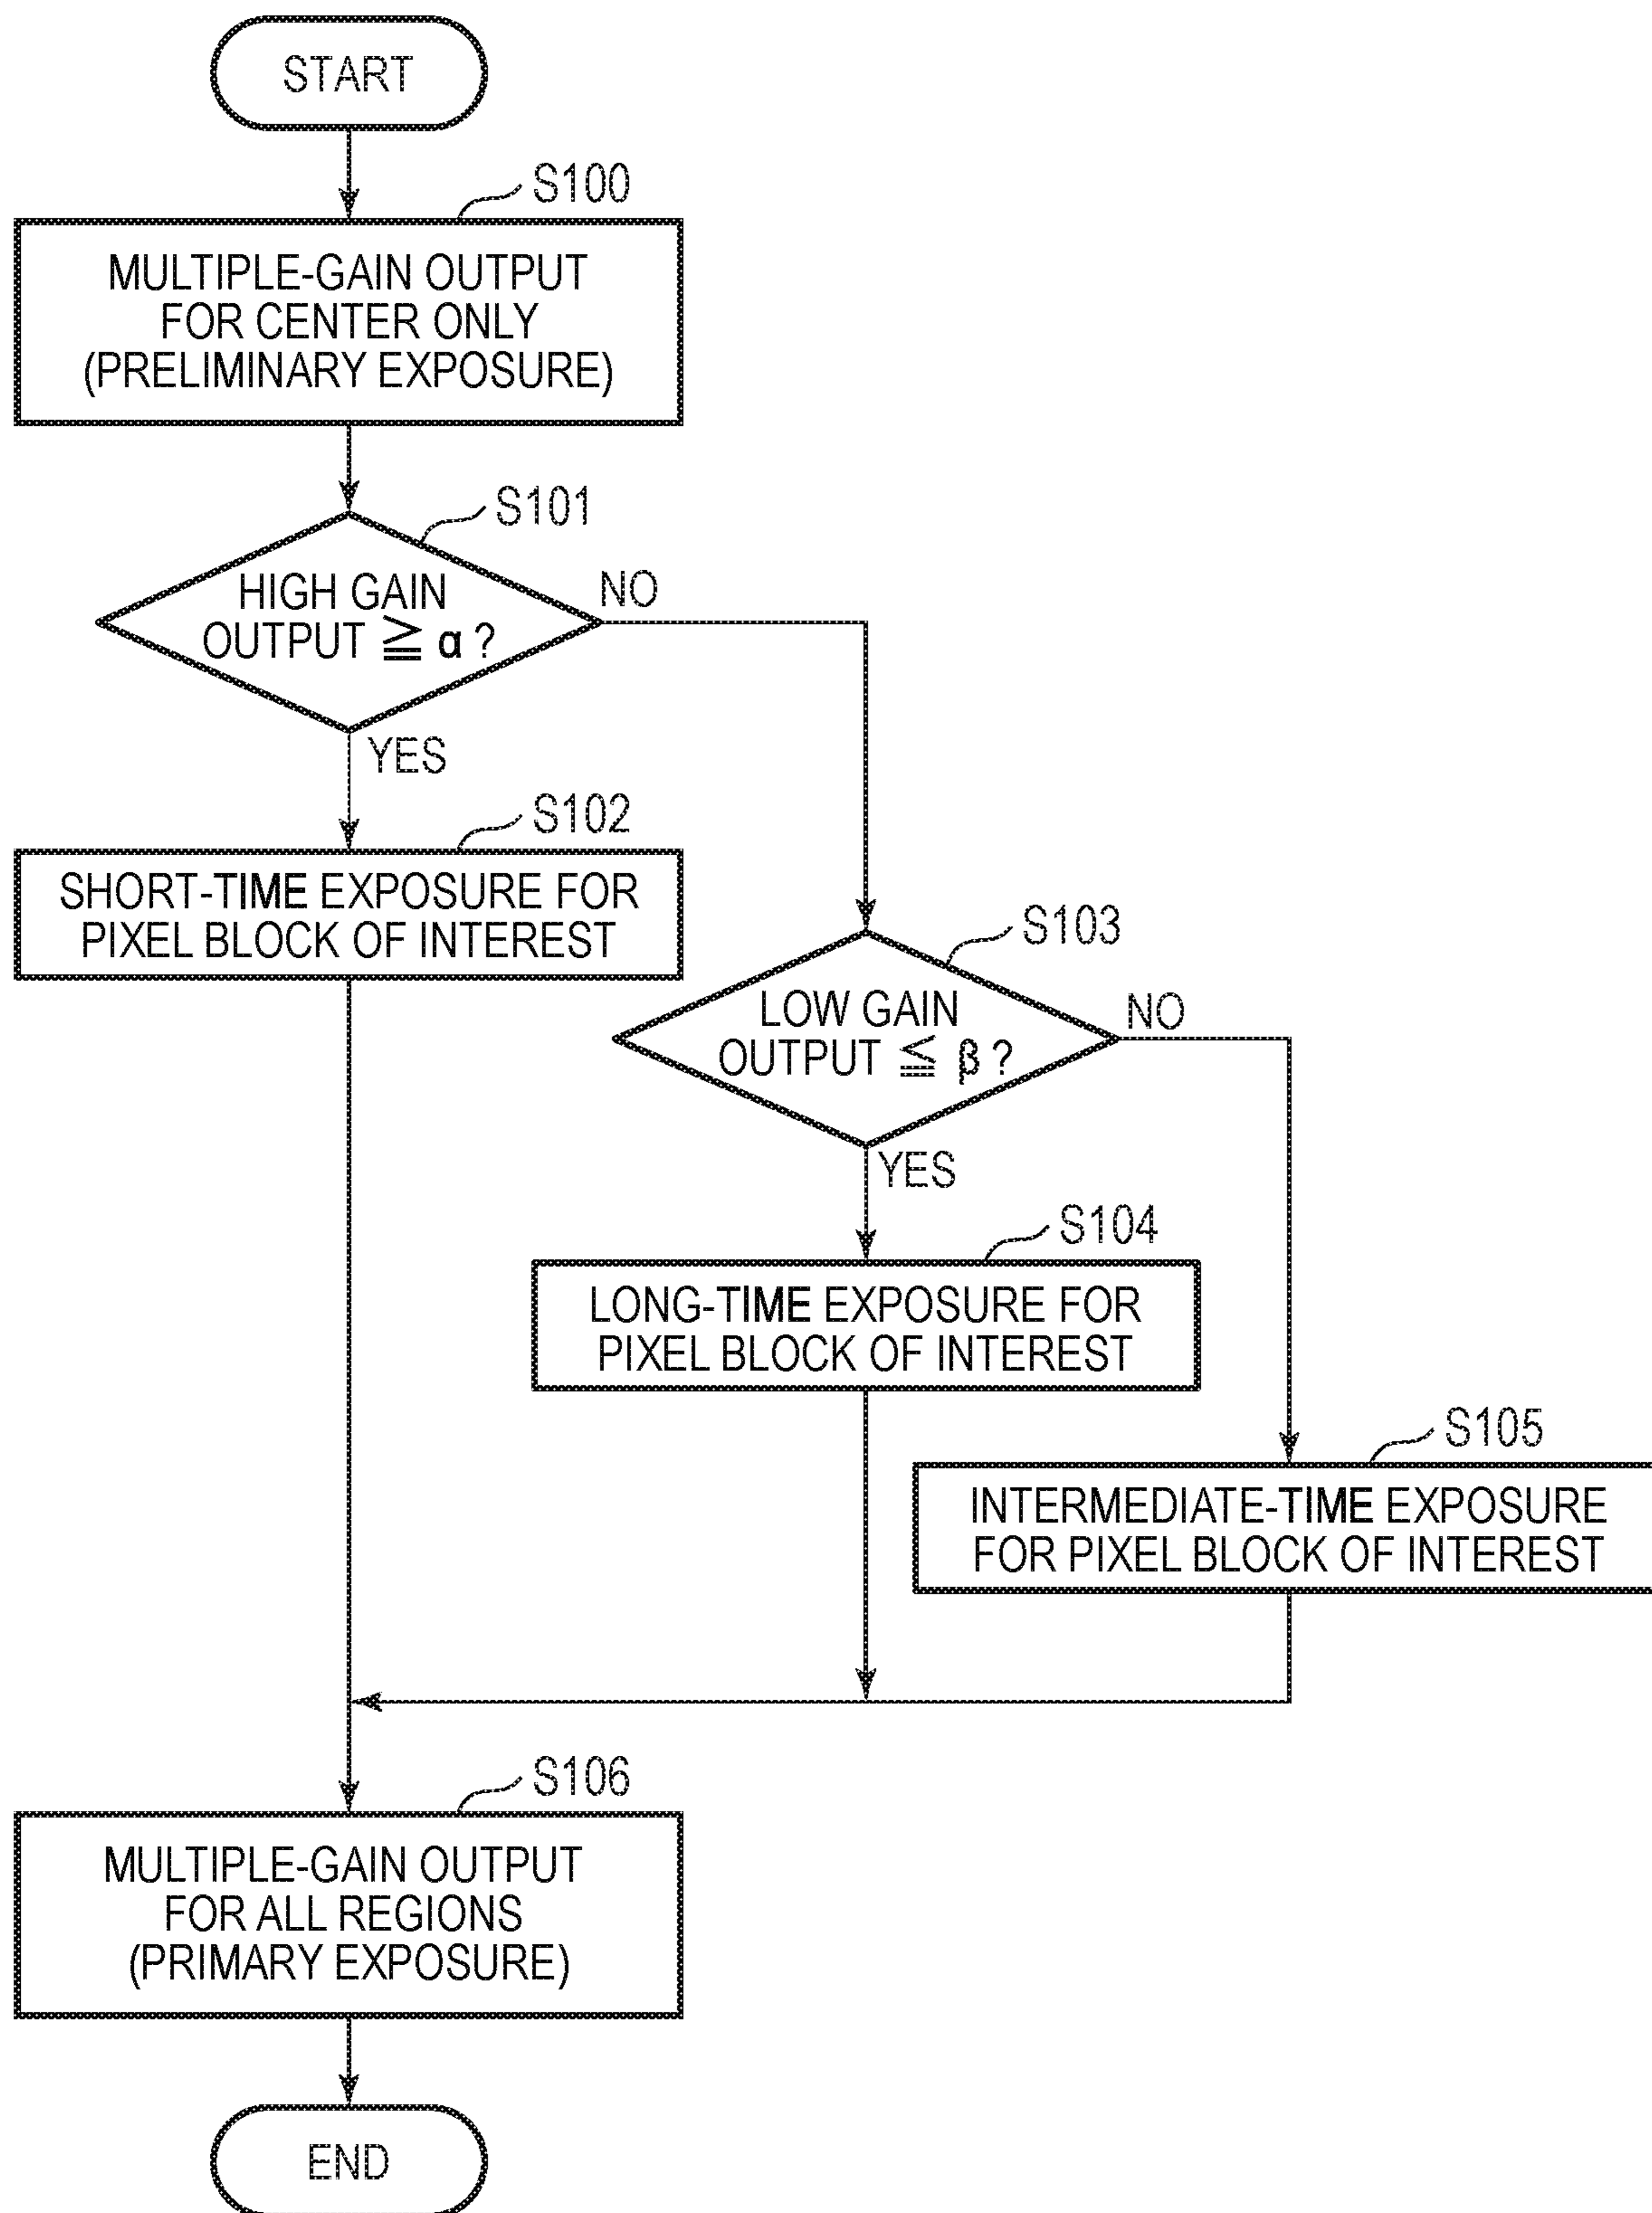 START
S100
MULTIPLE-GAIN OUTPUT
FOR CENTER ONLY
(PRELIMINARY EXPOSURE)
S101
HIGH GAIN
OUTPUT ≧ α ?
NO
YES
S102
SHORT-TIME EXPOSURE FOR
PIXEL BLOCK OF INTEREST
S103
LOW GAIN
OUTPUT ≦ β ?
NO
YES
S104
LONG-TIME EXPOSURE FOR
PIXEL BLOCK OF INTEREST
S105
INTERMEDIATE-TIME EXPOSURE
FOR PIXEL BLOCK OF INTEREST
S106
MULTIPLE-GAIN OUTPUT
FOR ALL REGIONS
(PRIMARY EXPOSURE)
END